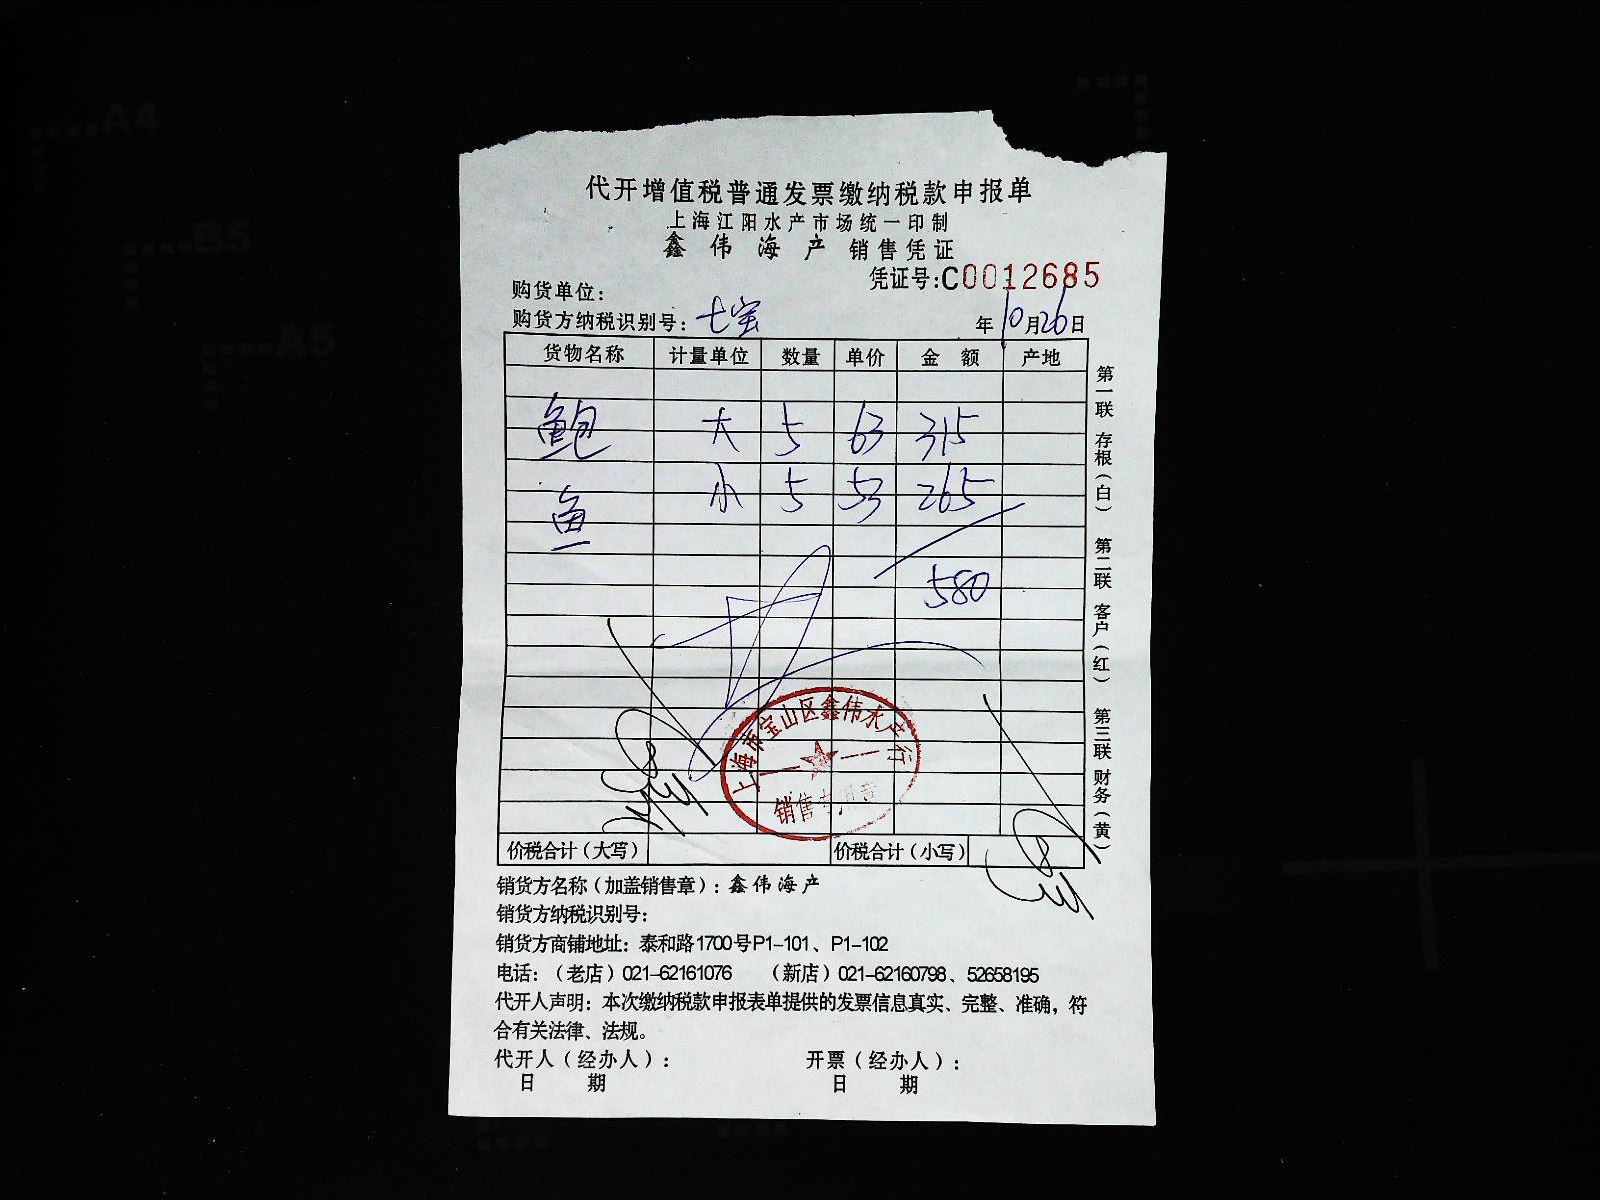 代开增值税普通发票缴纳税款申报单
上海江阳水产市场统一印制
鑫伟海产 销售凭证
凭证号:C0012685
购货单位：
购货方纳税识别号：七宝 年10月26日
货物名称 计量单位 数量 单价 金额 产地
鲍 大 5 63 315
鱼 小 5 53 265
580
上海市宝山区鑫伟水产行
销售专用章
价税合计（大写） 价税合计（小写）
销货方名称（加盖销售章）：鑫伟海产
销货方纳税识别号：
销货方商铺地址：泰和路1700号P1-101、P1-102
电话：（老店）021-62161076 （新店）021-62160798、52658195
代开人声明：本次缴纳税款申报表单提供的发票信息真实、完整、准确，符
合有关法律、法规。
代开人（经办人）： 开票（经办人）：
日期 日期
第一联 存根（白） 第二联 客户（红） 第三联 财务（黄）
A4
B5
A5